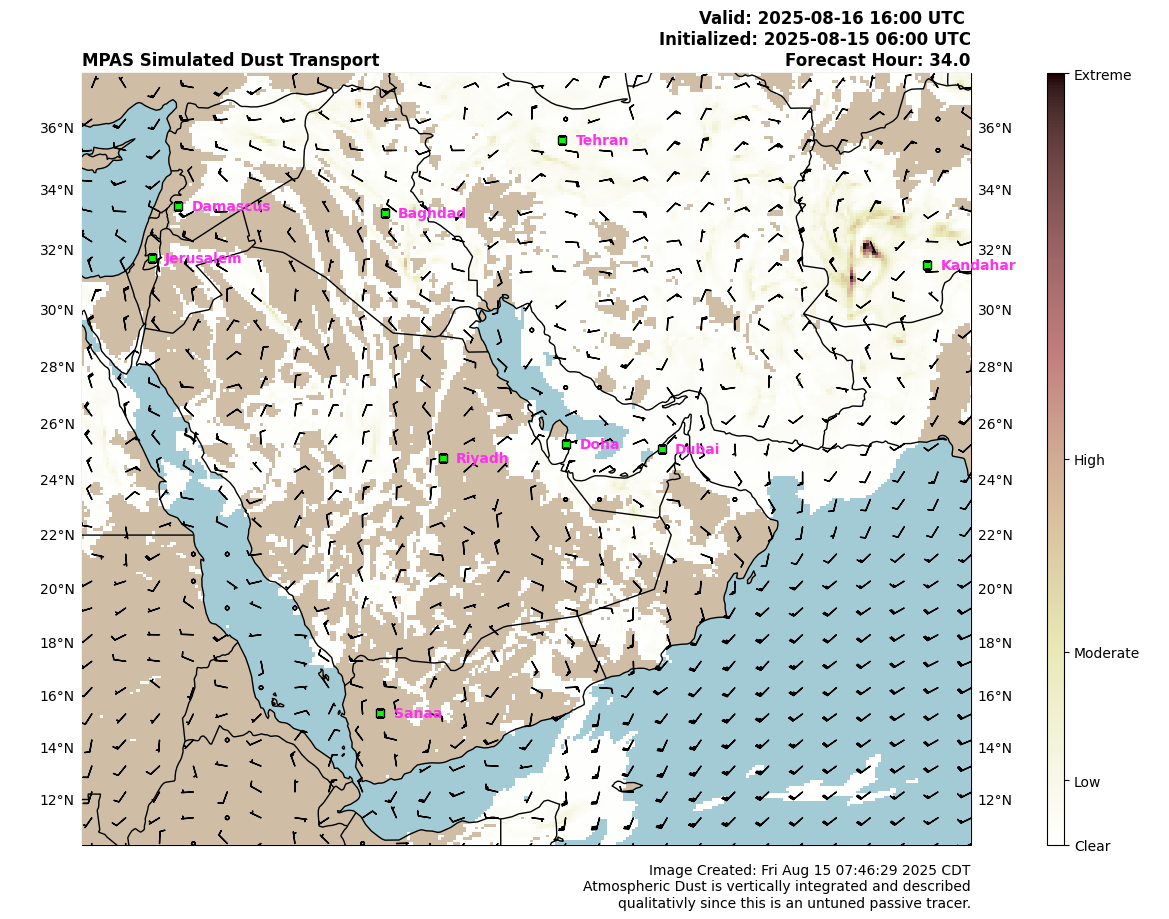 Valid: 2025-08-16 16:00 UTC
Initialized: 2025-08-15 06:00 UTC
MPAS Simulated Dust Transport Forecast Hour: 34.0
Extreme
36°N 36°N
Tehran
34°N 34°N
Damascus
Baghdad
32°N 32°N
Jerusalem
Kandahar
30°N 30°N
28°N 28°N
26°N 26°N
Doha
Dubai
Riyadh High
24°N 24°N
22°N 22°N
20°N 20°N
18°N 18°N
Moderate
16°N 16°N
Sanaa
14°N 14°N
Low
12°N 12°N
Clear
Image Created: Fri Aug 15 07:46:29 2025 CDT
Atmospheric Dust is vertically integrated and described
qualitativly since this is an untuned passive tracer.